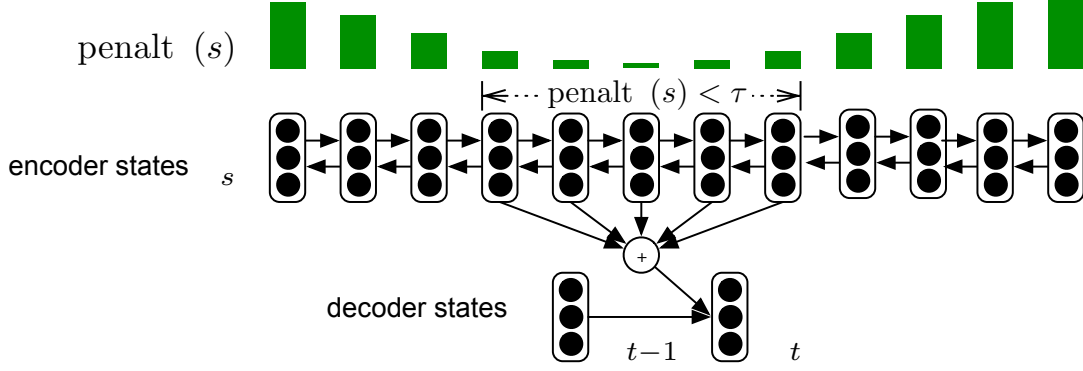 penalt (s)
penalt (s) < τ
encoder states s
+
decoder states
t−1 t